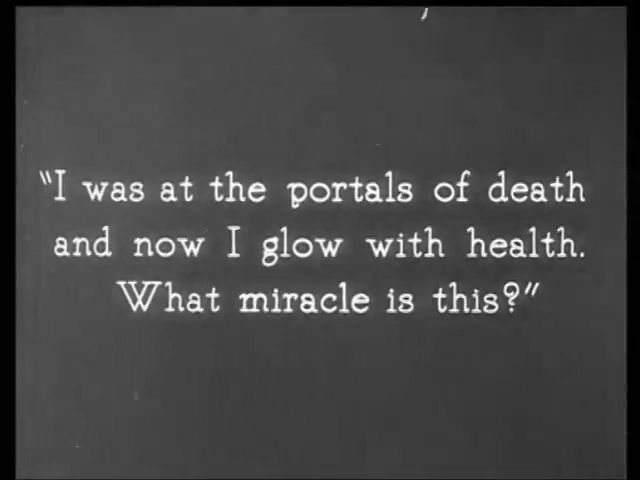 "I was at the portals of death
and now I glow with health.
What miracle is this?"